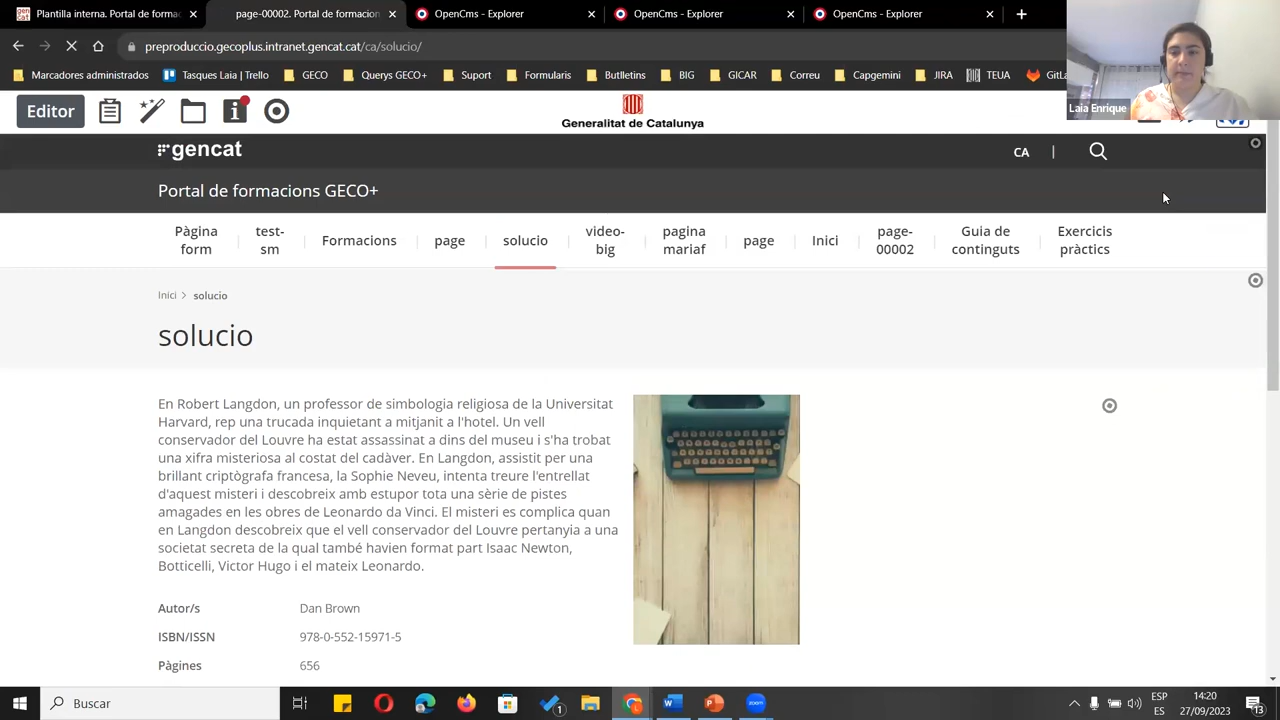 Plantilla interna. Portal de forma
page-00002. Portal de formacion
OpenCms - Explorer
OpenCms - Explorer
OpenCms - Explorer
preproduccio.gecoplus.intranet.gencat.cat/ca/solucio/
Marcadores administrados
Tasques Laia | Trello
GECO
Querys GECO+
Suport
Formularis
Butlletins
BIG
GICAR
Correu
Capgemini
JIRA
TEUA
GitLa
Laia Enrique
Editor
Generalitat de Catalunya
gencat
CA
Portal de formacions GECO+
Pàgina
form
test-
sm
Formacions
page
solucio
video-
big
pagina
mariaf
page
Inici
page-
00002
Guia de
continguts
Exercicis
pràctics
Inici > solucio
solucio
En Robert Langdon, un professor de simbologia religiosa de la Universitat
Harvard, rep una trucada inquietant a mitjanit a l'hotel. Un vell
conservador del Louvre ha estat assassinat a dins del museu i s'ha trobat
una xifra misteriosa al costat del cadàver. En Langdon, assistit per una
brillant criptògrafa francesa, la Sophie Neveu, intenta treure l'entrellat
d'aquest misteri i descobreix amb estupor tota una sèrie de pistes
amagades en les obres de Leonardo da Vinci. El misteri es complica quan
en Langdon descobreix que el vell conservador del Louvre pertanyia a una
societat secreta de la qual també havien format part Isaac Newton,
Botticelli, Victor Hugo i el mateix Leonardo.
Autor/s Dan Brown
ISBN/ISSN 978-0-552-15971-5
Pàgines 656
Buscar
1
W
P
zoom
ESP
ES
14:20
27/09/2023
13